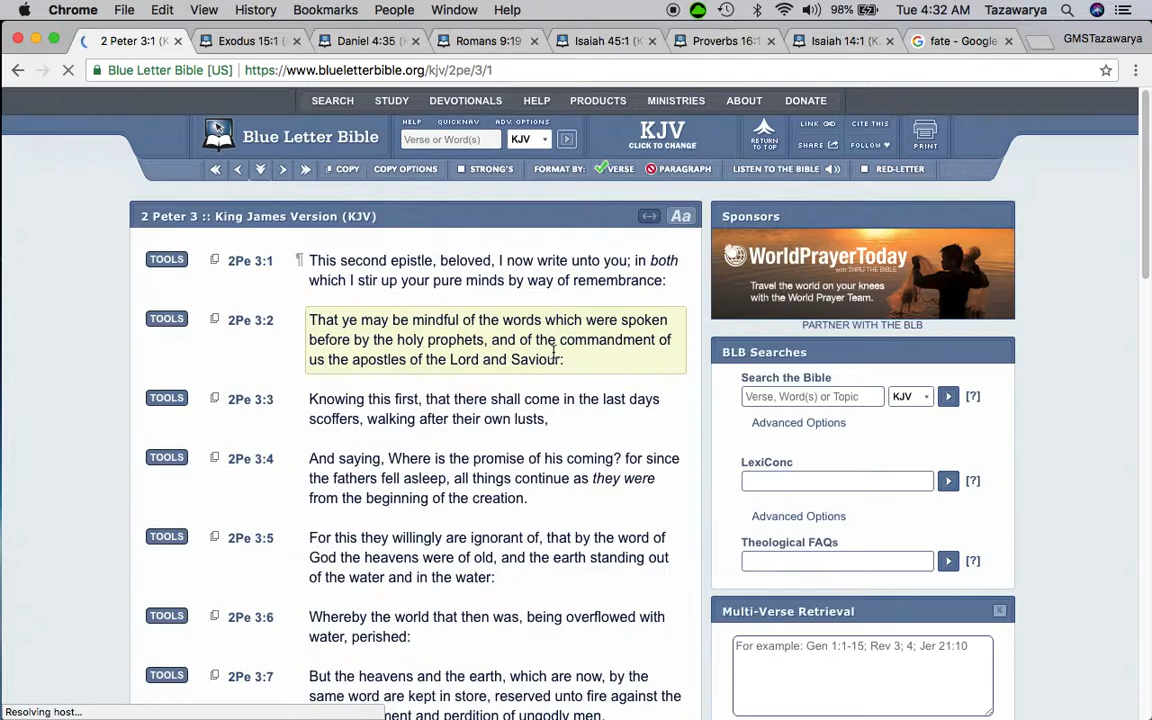 Chrome File Edit View History Bookmarks People Window Help 98% Tue 4:32 AM Tazawarya
2 Peter 3:1 ( Exodus 15:1 ( Daniel 4:35 ( Romans 9:19 Isaiah 45:1 ( Proverbs 16:1 Isaiah 14:1 ( fate - Google GMSTazawarya
Blue Letter Bible [US] https://www.blueletterbible.org/kjv/2pe/3/1
SEARCH STUDY DEVOTIONALS HELP PRODUCTS MINISTRIES ABOUT DONATE
HELP QUICKNAV ADV. OPTIONS
Blue Letter Bible Verse or Word(s) KJV
KJV
CLICK TO CHANGE
RETURN
TO TOP
LINK CITE THIS
SHARE FOLLOW
PRINT
COPY COPY OPTIONS STRONG'S FORMAT BY: VERSE PARAGRAPH LISTEN TO THE BIBLE RED-LETTER
2 Peter 3 :: King James Version (KJV) Aa
TOOLS 2Pe 3:1 ¶ This second epistle, beloved, I now write unto you; in both
which I stir up your pure minds by way of remembrance:
TOOLS 2Pe 3:2 That ye may be mindful of the words which were spoken
before by the holy prophets, and of the commandment of
us the apostles of the Lord and Saviour:
TOOLS 2Pe 3:3 Knowing this first, that there shall come in the last days
scoffers, walking after their own lusts,
TOOLS 2Pe 3:4 And saying, Where is the promise of his coming? for since
the fathers fell asleep, all things continue as they were
from the beginning of the creation.
TOOLS 2Pe 3:5 For this they willingly are ignorant of, that by the word of
God the heavens were of old, and the earth standing out
of the water and in the water:
TOOLS 2Pe 3:6 Whereby the world that then was, being overflowed with
water, perished:
TOOLS 2Pe 3:7 But the heavens and the earth, which are now, by the
same word are kept in store, reserved unto fire against the
ment and perdition of ungodly men.
Resolving host...
Sponsors
WorldPrayerToday
with THRU the BIBLE
Travel the world on your knees
with the World Prayer Team.
PARTNER WITH THE BLB
BLB Searches
Search the Bible
Verse, Word(s) or Topic KJV [?]
Advanced Options
LexiConc
[?]
Advanced Options
Theological FAQs
[?]
Multi-Verse Retrieval x
For example: Gen 1:1-15; Rev 3; 4; Jer 21:10